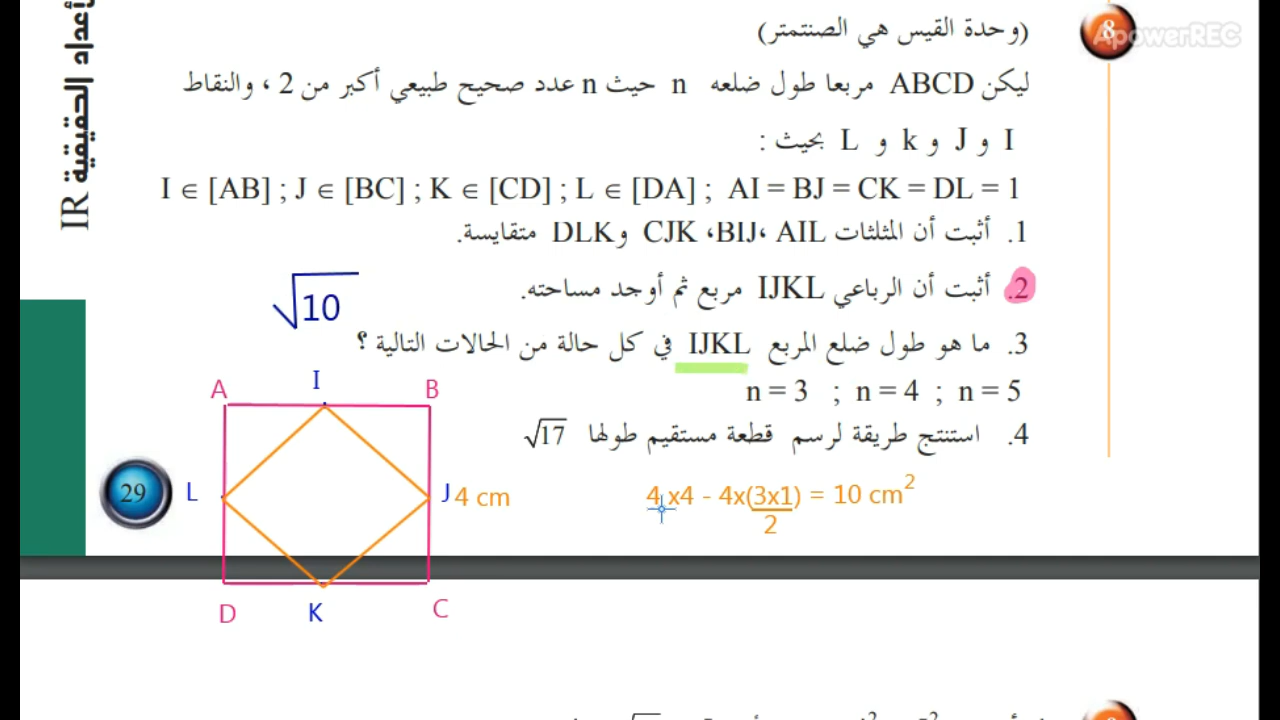 ApowerREC
8
(وحدة القيس هي الصنتمتر)
ليكن ABCD مربعا طول ضلعه n حيث n عدد صحيح طبيعي أكبر من 2 ، والنقاط
I و J و k و L بحيث :
I ∈ [AB] ; J ∈ [BC] ; K ∈ [CD] ; L ∈ [DA] ; AI = BJ = CK = DL = 1
1. أثبت أن المثلثات AIL ،BIJ، CJK وDLK متقايسة.
2. أثبت أن الرباعي IJKL مربع ثم أوجد مساحته.
√10
3. ما هو طول ضلع المربع IJKL في كل حالة من الحالات التالية ؟
n = 3 ; n = 4 ; n = 5
4. استنتج طريقة لرسم قطعة مستقيم طولها √17
الأعداد الحقيقية IR
A I B
L J 4 cm
D K C
4 x4 - 4x(3x1)/2 = 10 cm²
29